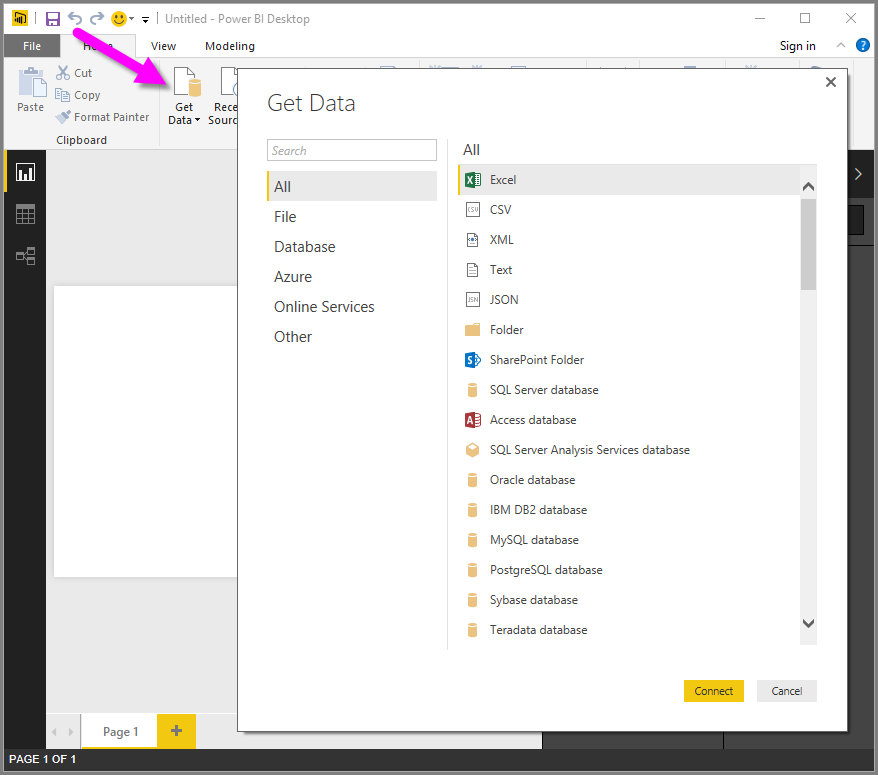 Untitled - Power BI Desktop
File
View
Modeling
Sign in
?
Paste
Cut
Copy
Format Painter
Clipboard
Get
Data
Get Data
Search
All
File
Database
Azure
Online Services
Other
All
Excel
CSV
XML
Text
JSON
Folder
SharePoint Folder
SQL Server database
Access database
SQL Server Analysis Services database
Oracle database
IBM DB2 database
MySQL database
PostgreSQL database
Sybase database
Teradata database
Connect
Cancel
Page 1
PAGE 1 OF 1